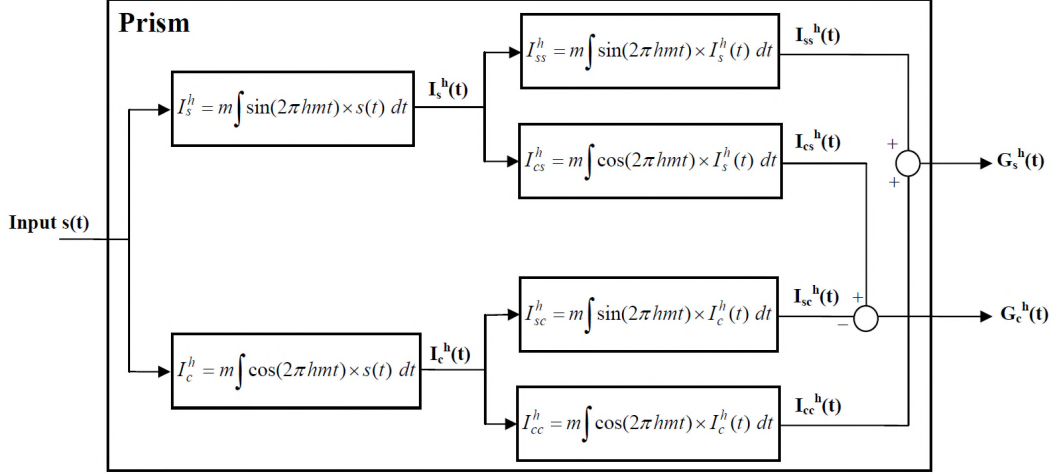 Prism
I_ss^h = m∫sin(2πhmt)×I_s^h(t) dt
I_ss^h(t)
I_s^h = m∫sin(2πhmt)×s(t) dt
I_s^h(t)
I_cs^h = m∫cos(2πhmt)×I_s^h(t) dt
I_cs^h(t)
+
+
G_s^h(t)
Input s(t)
I_sc^h = m∫sin(2πhmt)×I_c^h(t) dt
I_sc^h(t)
+
−
G_c^h(t)
I_c^h = m∫cos(2πhmt)×s(t) dt
I_c^h(t)
I_cc^h = m∫cos(2πhmt)×I_c^h(t) dt
I_cc^h(t)